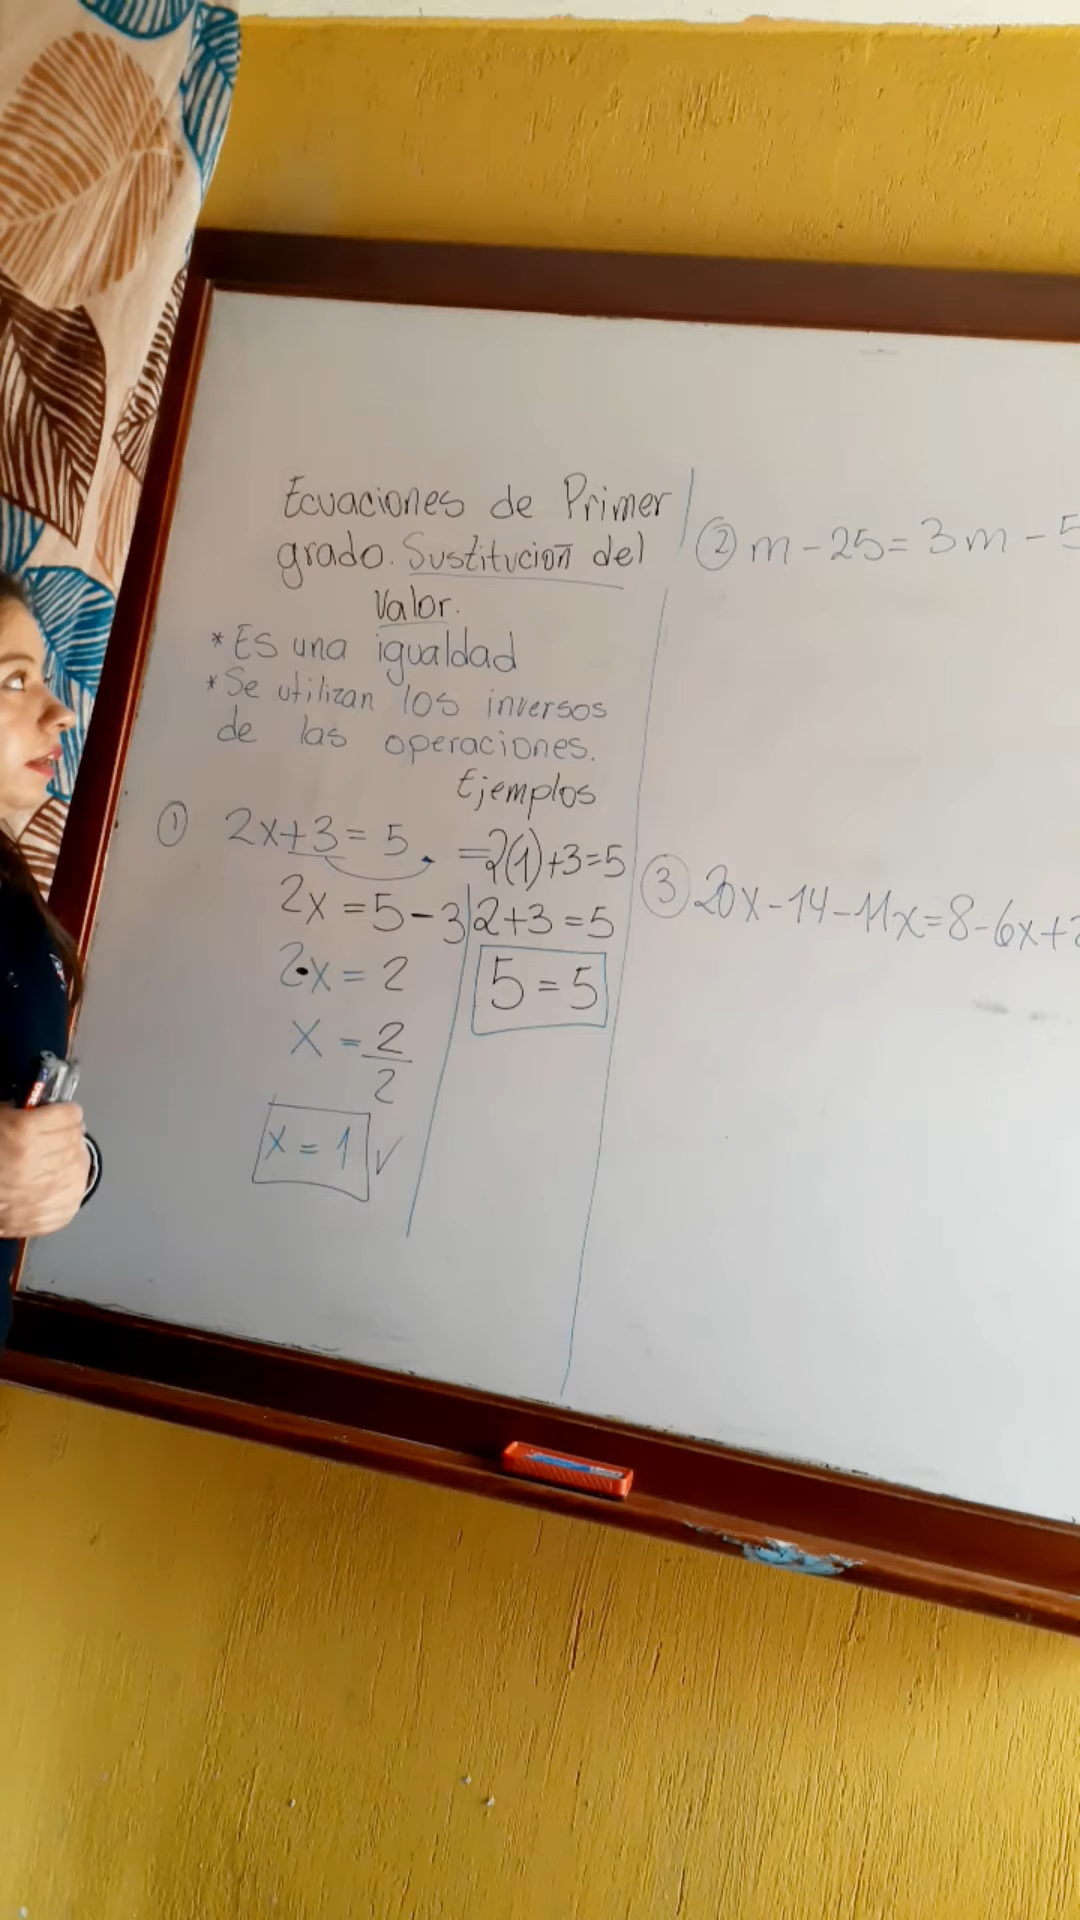 Ecuaciones de Primer
grado. Sustitución del
Valor.
* Es una igualdad
* Se utilizan los inversos
de las operaciones.
Ejemplos
① 2x+3 = 5
2x = 5 - 3
2•x = 2
x = 2/2
x = 1 ✓
= 2(1)+3=5
2+3 = 5
5 = 5
② m - 25 = 3m - 5
③ 20x - 14 - 11x = 8 - 6x +